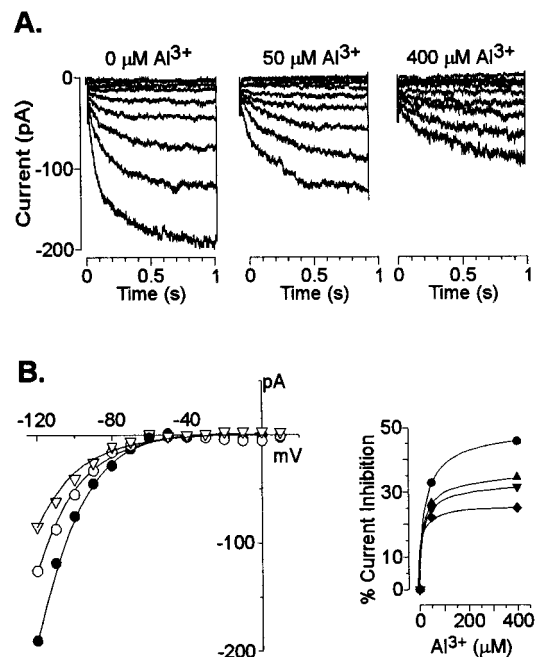 A.
0 μM Al³⁺
50 μM Al³⁺
400 μM Al³⁺
Current (pA)
0
-100
-200
0 0.5 1
0 0.5 1
0 0.5 1
Time (s)
Time (s)
Time (s)
B.
pA
-120 -80 -40
mV
-100
-200
% Current Inhibition
50
30
10
0
0 200 400
Al³⁺ (μM)